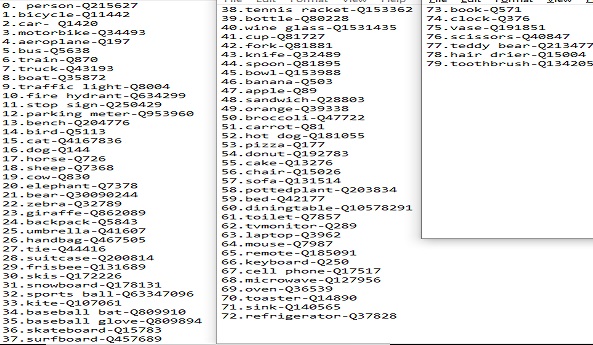 0. person-Q215627
1.bicycle-Q11442
2.car- Q1420
3.motorbike-Q34493
4.aeroplane-Q197
5.bus-Q5638
6.train-Q870
7.truck-Q43193
8.boat-Q35872
9.traffic light-Q8004
10.fire hydrant-Q634299
11.stop sign-Q250429
12.parking meter-Q953960
13.bench-Q204776
14.bird-Q5113
15.cat-Q4167836
16.dog-Q144
17.horse-Q726
18.sheep-Q7368
19.cow-Q830
20.elephant-Q7378
21.bear-Q30090244
22.zebra-Q32789
23.giraffe-Q862089
24.backpack-Q5843
25.umbrella-Q41607
26.handbag-Q467505
27.tie-Q44416
28.suitcase-Q200814
29.frisbee-Q131689
30.skis-Q172226
31.snowboard-Q178131
32.sports ball-Q63347096
33.kite-Q107061
34.baseball bat-Q809910
35.baseball glove-Q809894
36.skateboard-Q15783
37.surfboard-Q457689
38.tennis racket-Q153362
39.bottle-Q80228
40.wine glass-Q1531435
41.cup-Q81727
42.fork-Q81881
43.knife-Q32489
44.spoon-Q81895
45.bowl-Q153988
46.banana-Q503
47.apple-Q89
48.sandwich-Q28803
49.orange-Q39338
50.broccoli-Q47722
51.carrot-Q81
52.hot dog-Q181055
53.pizza-Q177
54.donut-Q192783
55.cake-Q13276
56.chair-Q15026
57.sofa-Q131514
58.pottedplant-Q203834
59.bed-Q42177
60.diningtable-Q10578291
61.toilet-Q7857
62.tvmonitor-Q289
63.laptop-Q3962
64.mouse-Q7987
65.remote-Q185091
66.keyboard-Q250
67.cell phone-Q17517
68.microwave-Q127956
69.oven-Q36539
70.toaster-Q14890
71.sink-Q140565
72.refrigerator-Q37828
73.book-Q571
74.clock-Q376
75.vase-Q191851
76.scissors-Q40847
77.teddy bear-Q213477
78.hair drier-Q15004
79.toothbrush-Q134205